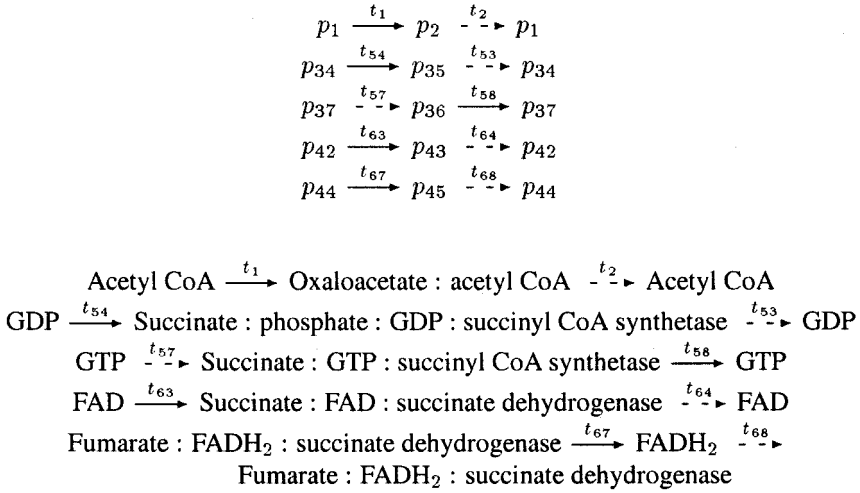 p₁ —t₁→ p₂ - -t₂→ p₁
p₃₄ —t₅₄→ p₃₅ - -t₅₃→ p₃₄
p₃₇ - -t₅₇→ p₃₆ —t₅₈→ p₃₇
p₄₂ —t₆₃→ p₄₃ - -t₆₄→ p₄₂
p₄₄ —t₆₇→ p₄₅ - -t₆₈→ p₄₄
Acetyl CoA —t₁→ Oxaloacetate : acetyl CoA - -t₂→ Acetyl CoA
GDP —t₅₄→ Succinate : phosphate : GDP : succinyl CoA synthetase - -t₅₃→ GDP
GTP - -t₅₇→ Succinate : GTP : succinyl CoA synthetase —t₅₈→ GTP
FAD —t₆₃→ Succinate : FAD : succinate dehydrogenase - -t₆₄→ FAD
Fumarate : FADH₂ : succinate dehydrogenase —t₆₇→ FADH₂ - -t₆₈→
Fumarate : FADH₂ : succinate dehydrogenase